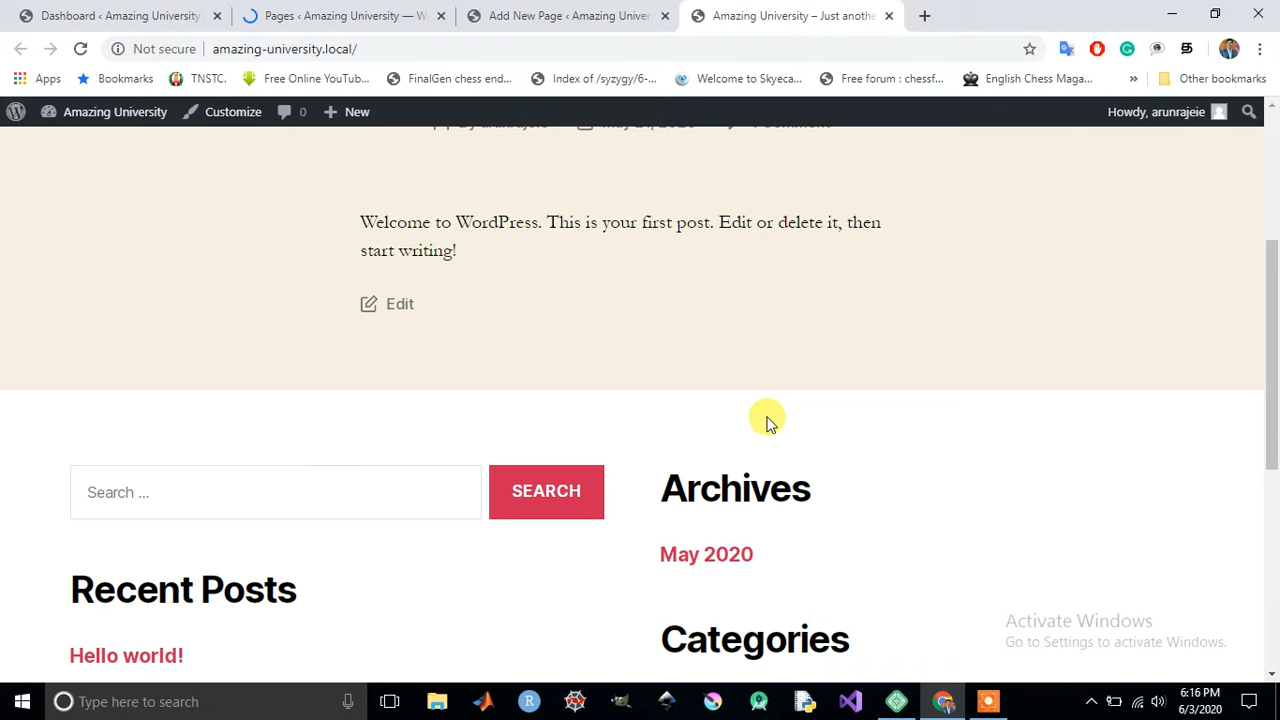 Dashboard ‹ Amazing University
Pages ‹ Amazing University — W
Add New Page ‹ Amazing Univer
Amazing University – Just anothe
Not secure
amazing-university.local/
Apps
Bookmarks
TNSTC.
Free Online YouTub...
FinalGen chess end...
Index of /syzygy/6-...
Welcome to Skyeca...
Free forum : chessf...
English Chess Maga...
»
Other bookmarks
Amazing University
Customize
0
New
Howdy, arunrajeie
Welcome to WordPress. This is your first post. Edit or delete it, then
start writing!
Edit
Search ...
SEARCH
Archives
May 2020
Recent Posts
Categories
Hello world!
Activate Windows
Go to Settings to activate Windows.
Type here to search
6:16 PM
6/3/2020